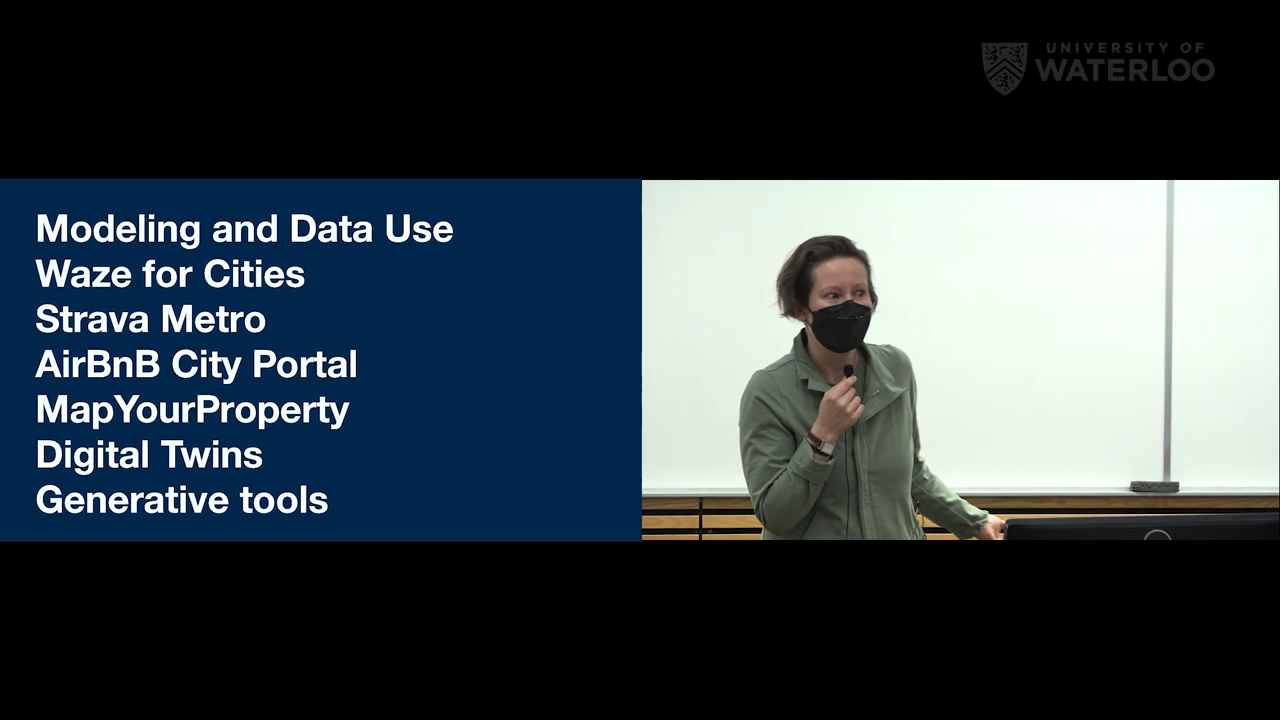 UNIVERSITY OF
WATERLOO
Modeling and Data Use
Waze for Cities
Strava Metro
AirBnB City Portal
MapYourProperty
Digital Twins
Generative tools